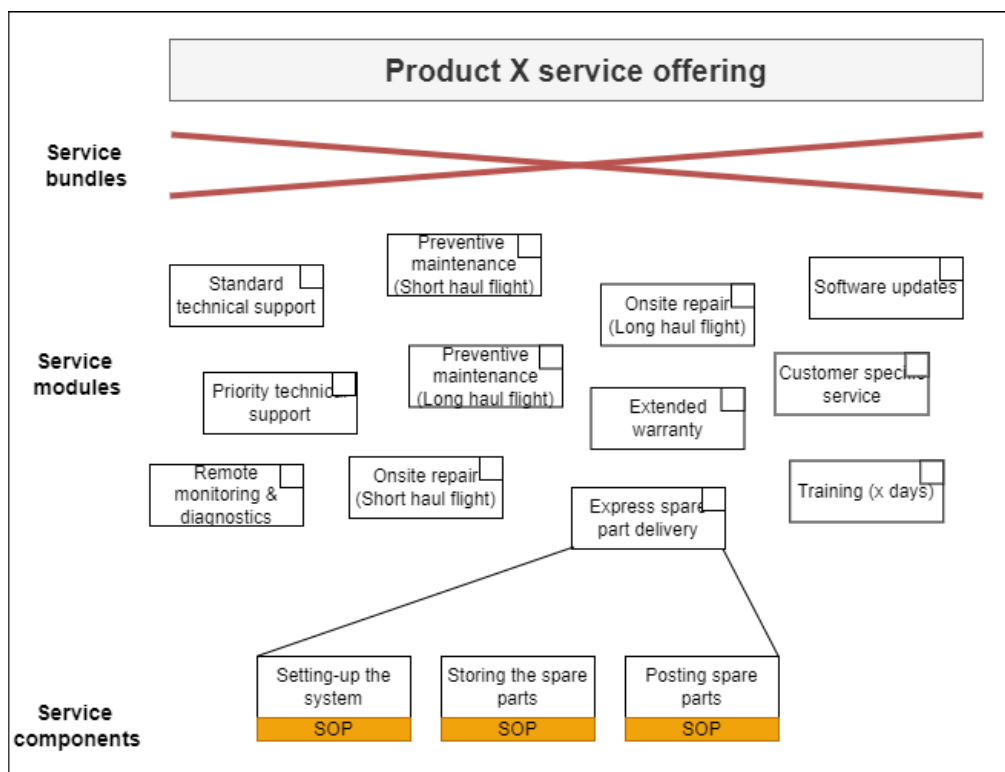 Product X service offering
Service
bundles
Preventive
maintenance
(Short haul flight)
Standard
technical support
Software updates
Onsite repair
(Long haul flight)
Service
modules
Preventive
maintenance
(Long haul flight)
Customer specific
service
Priority technical
support
Extended
warranty
Remote
monitoring &
diagnostics
Onsite repair
(Short haul flight)
Training (x days)
Express spare
part delivery
Service
components
Setting-up the
system
SOP
Storing the spare
parts
SOP
Posting spare
parts
SOP